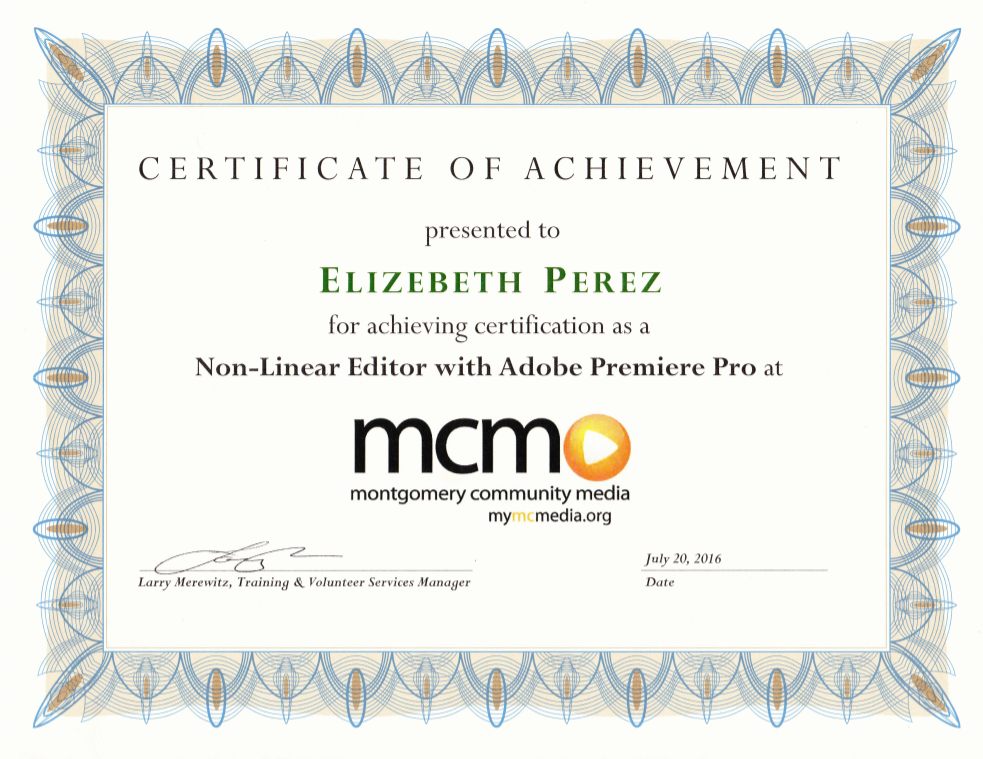 CERTIFICATE OF ACHIEVEMENT
presented to
ELIZEBETH PEREZ
for achieving certification as a
Non-Linear Editor with Adobe Premiere Pro at
mcm
montgomery community media
mymcmedia.org
July 20, 2016
Larry Merewitz, Training & Volunteer Services Manager
Date